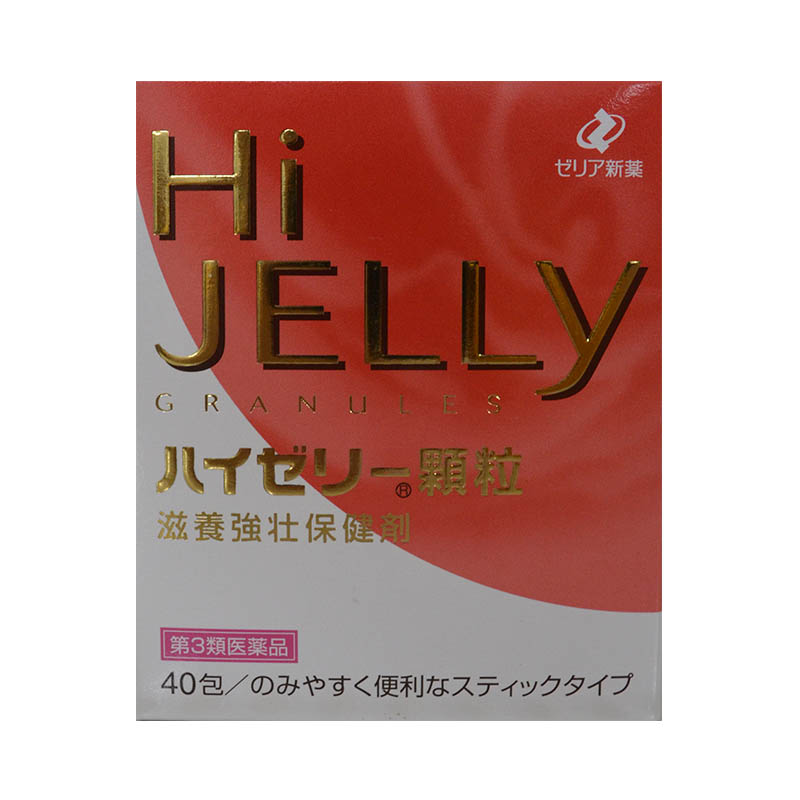 Hi
ゼリア新薬
JELLY
GRANULES
ハイゼリー®顆粒
滋養強壮保健剤
第3類医薬品
40包／のみやすく便利なスティックタイプ